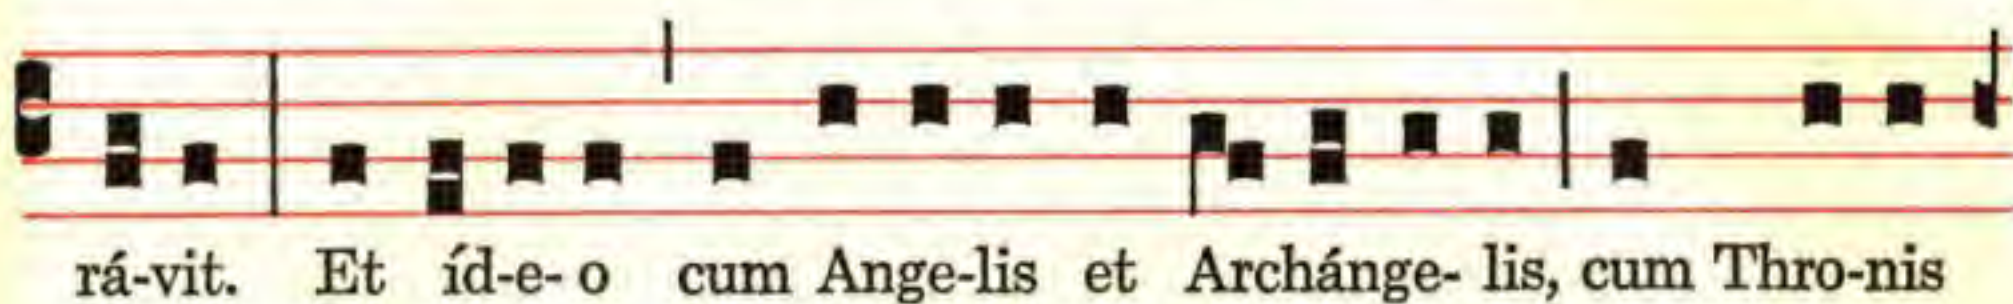 rá-vit. Et íd-e-o cum Ange-lis et Archánge- lis, cum Thro-nis